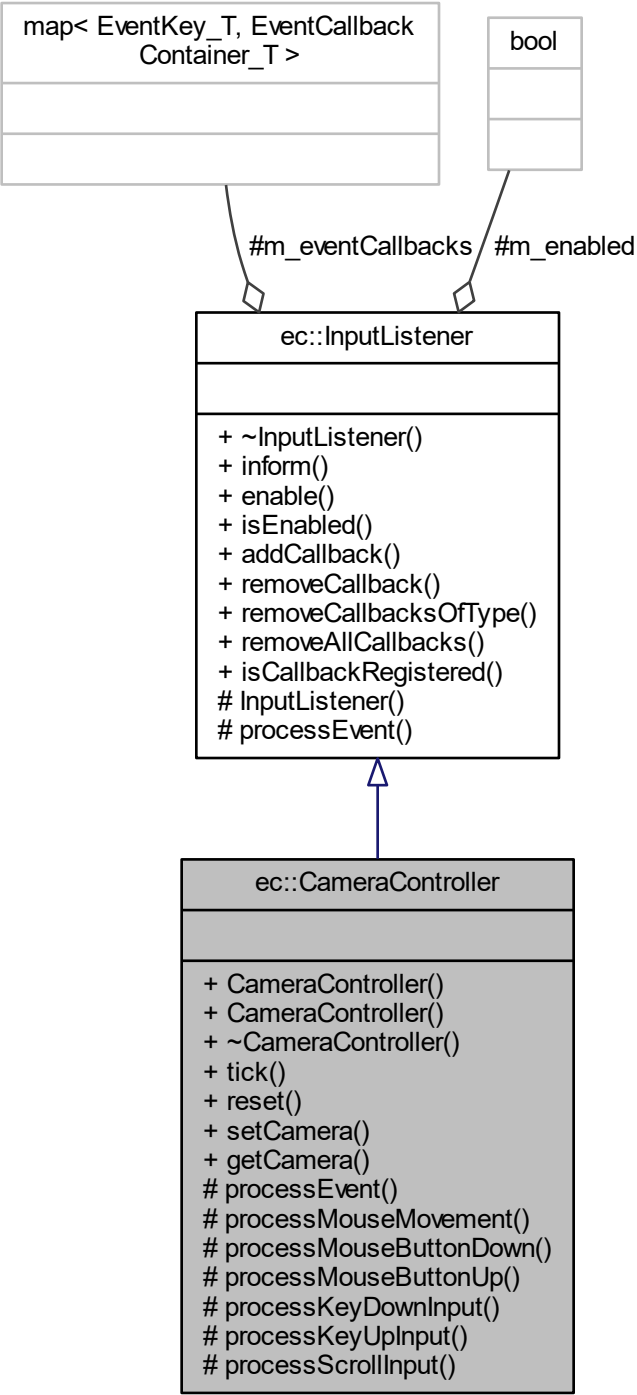 map< EventKey_T, EventCallback
Container_T >
bool
#m_eventCallbacks
#m_enabled
ec::InputListener
+ ~InputListener()
+ inform()
+ enable()
+ isEnabled()
+ addCallback()
+ removeCallback()
+ removeCallbacksOfType()
+ removeAllCallbacks()
+ isCallbackRegistered()
# InputListener()
# processEvent()
ec::CameraController
+ CameraController()
+ CameraController()
+ ~CameraController()
+ tick()
+ reset()
+ setCamera()
+ getCamera()
# processEvent()
# processMouseMovement()
# processMouseButtonDown()
# processMouseButtonUp()
# processKeyDownInput()
# processKeyUpInput()
# processScrollInput()